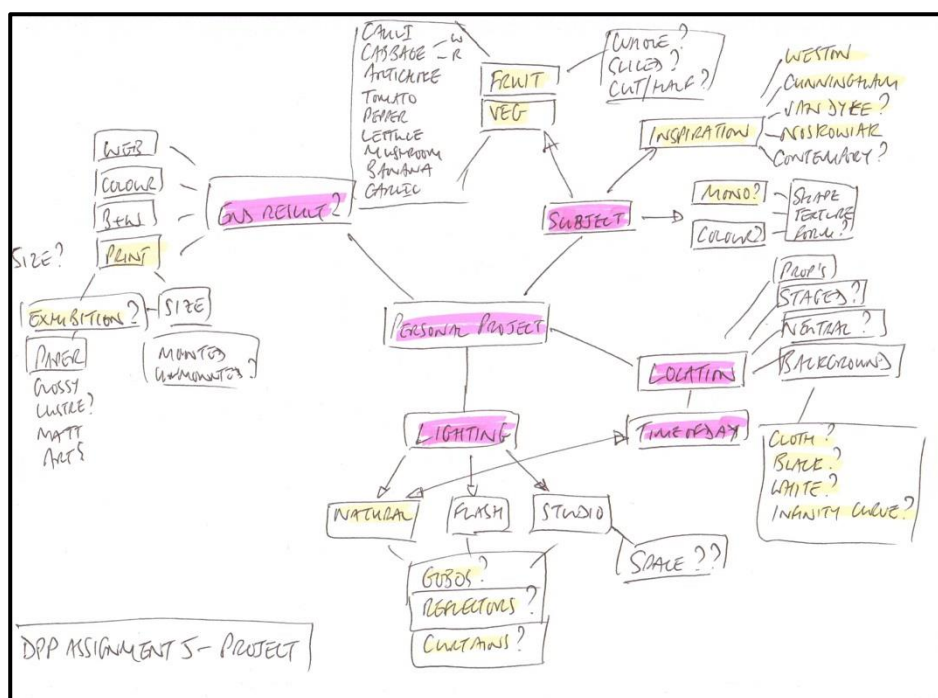 CAULI
CABBAGE - W
- R
ARTICHOKE
TOMATO
PEPPER
LETTUCE
MUSHROOM
BANANA
GARLIC
FRUIT
VEG
WHOLE?
SLICED?
CUT/HALF?
INSPIRATION
WESTON
CUNNINGHAM
VAN DYKE?
NOSKOWIAK
CONTEMARY?
WEB
COLOUR
B+W
PRINT
END RESULT?
SIZE?
EXHIBITION?
SIZE
PAPER
GLOSSY
LUSTRE?
MATT
MOUNTED
UNMOUNTED?
SUBJECT
MONO?
COLOUR?
SHAPE
TEXTURE
FORM?
PERSONAL PROJECT
LOCATION
TIME OF DAY
PROP'S
STAGED?
NEUTRAL?
BACKGROUND
CLOTH?
BLACK?
WHITE?
INFINITY CURVE?
LIGHTING
NATURAL
FLASH
STUDIO
SPACE??
GOBOS?
REFLECTORS?
CURTAINS?
DPP ASSIGNMENT 5 - PROJECT